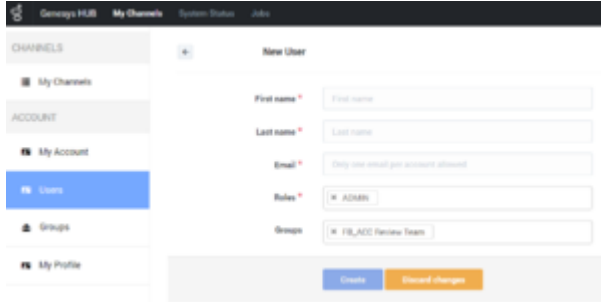 Genesys HUB My Channels System Status Jobs
CHANNELS
My Channels
ACCOUNT
My Account
Users
Groups
My Profile
New User
First name * First name
Last name * Last name
Email * Only one email per account allowed
Roles * × ADMIN
Groups × FB_ACC Review Team
Create Discard changes